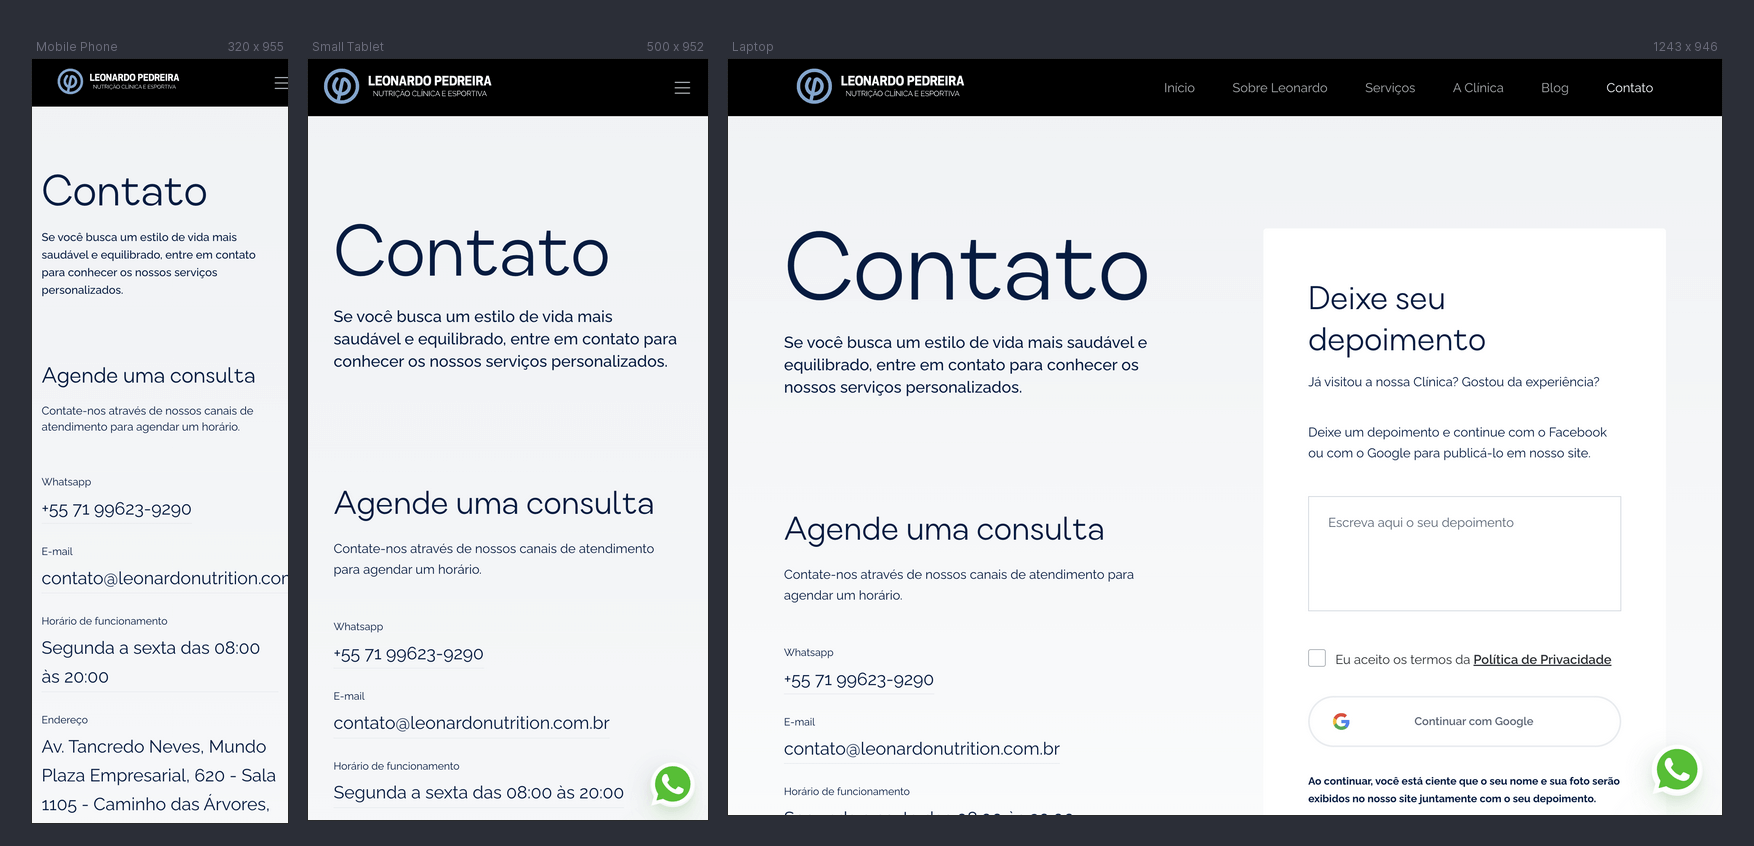 Mobile Phone
320 x 955
LEONARDO PEDREIRA
NUTRIÇÃO CLÍNICA E ESPORTIVA
Contato
Se você busca um estilo de vida mais
saudável e equilibrado, entre em contato
para conhecer os nossos serviços
personalizados.
Agende uma consulta
Contate-nos através de nossos canais de
atendimento para agendar um horário.
Whatsapp
+55 71 99623-9290
E-mail
contato@leonardonutrition.com
Horário de funcionamento
Segunda a sexta das 08:00
às 20:00
Endereço
Av. Tancredo Neves, Mundo
Plaza Empresarial, 620 - Sala
1105 - Caminho das Árvores,
Small Tablet
500 x 952
LEONARDO PEDREIRA
NUTRIÇÃO CLÍNICA E ESPORTIVA
Contato
Se você busca um estilo de vida mais
saudável e equilibrado, entre em contato para
conhecer os nossos serviços personalizados.
Agende uma consulta
Contate-nos através de nossos canais de atendimento
para agendar um horário.
Whatsapp
+55 71 99623-9290
E-mail
contato@leonardonutrition.com.br
Horário de funcionamento
Segunda a sexta das 08:00 às 20:00
Laptop
1243 x 946
LEONARDO PEDREIRA
NUTRIÇÃO CLÍNICA E ESPORTIVA
Início Sobre Leonardo Serviços A Clínica Blog Contato
Contato
Se você busca um estilo de vida mais saudável e
equilibrado, entre em contato para conhecer os
nossos serviços personalizados.
Agende uma consulta
Contate-nos através de nossos canais de atendimento para
agendar um horário.
Whatsapp
+55 71 99623-9290
E-mail
contato@leonardonutrition.com.br
Horário de funcionamento
Deixe seu
depoimento
Já visitou a nossa Clínica? Gostou da experiência?
Deixe um depoimento e continue com o Facebook
ou com o Google para publicá-lo em nosso site.
Escreva aqui o seu depoimento
Eu aceito os termos da Política de Privacidade
Continuar com Google
Ao continuar, você está ciente que o seu nome e sua foto serão
exibidos no nosso site juntamente com o seu depoimento.